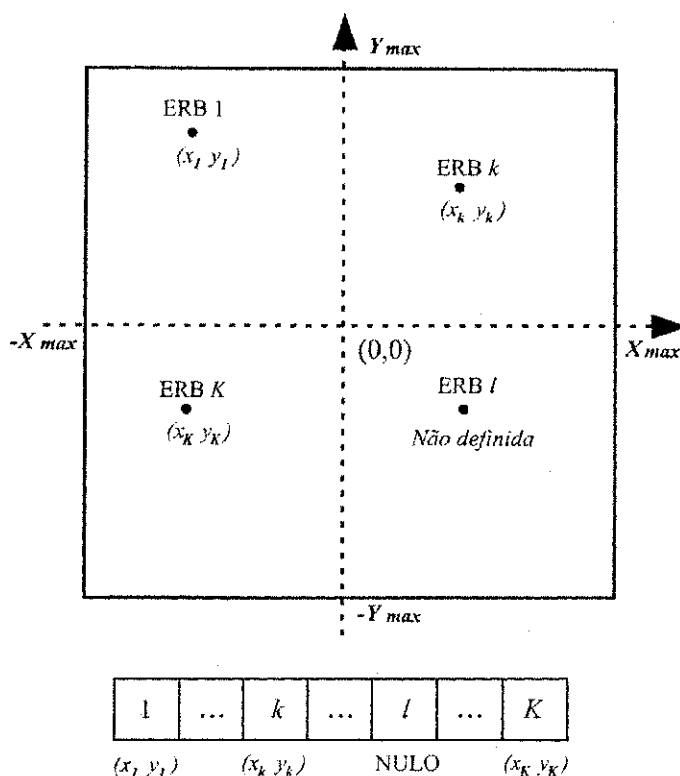 Y max
ERB 1
(x1 y1)
ERB k
(xk yk)
-X max
(0,0)
X max
ERB K
(xK yK)
ERB l
Não definida
-Y max
1 ... k ... l ... K
(x1 y1) (xk yk) NULO (xK yK)